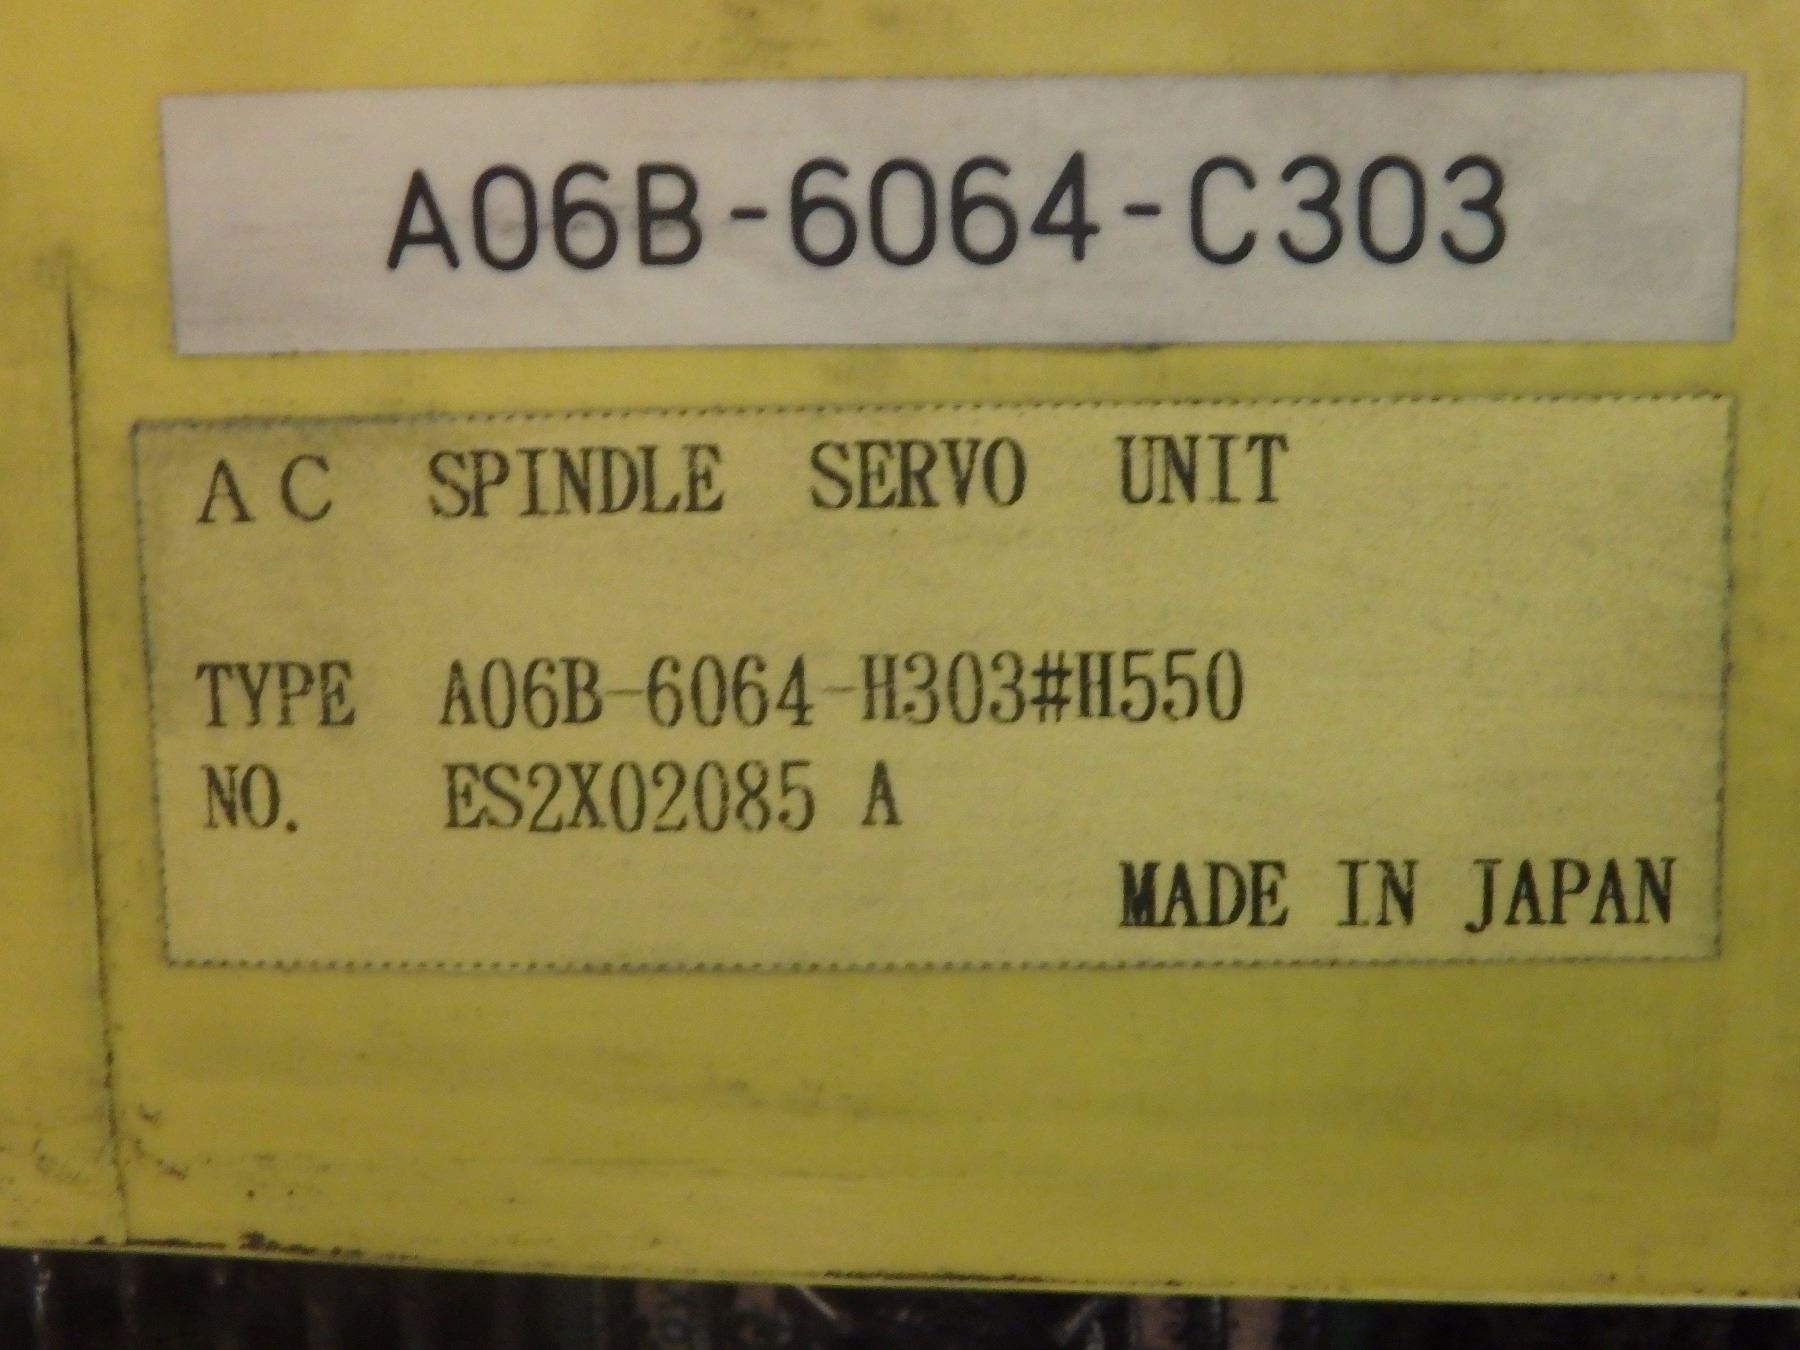 A06B-6064-C303
AC SPINDLE SERVO UNIT
TYPE A06B-6064-H303#H550
NO. ES2X02085 A
MADE IN JAPAN